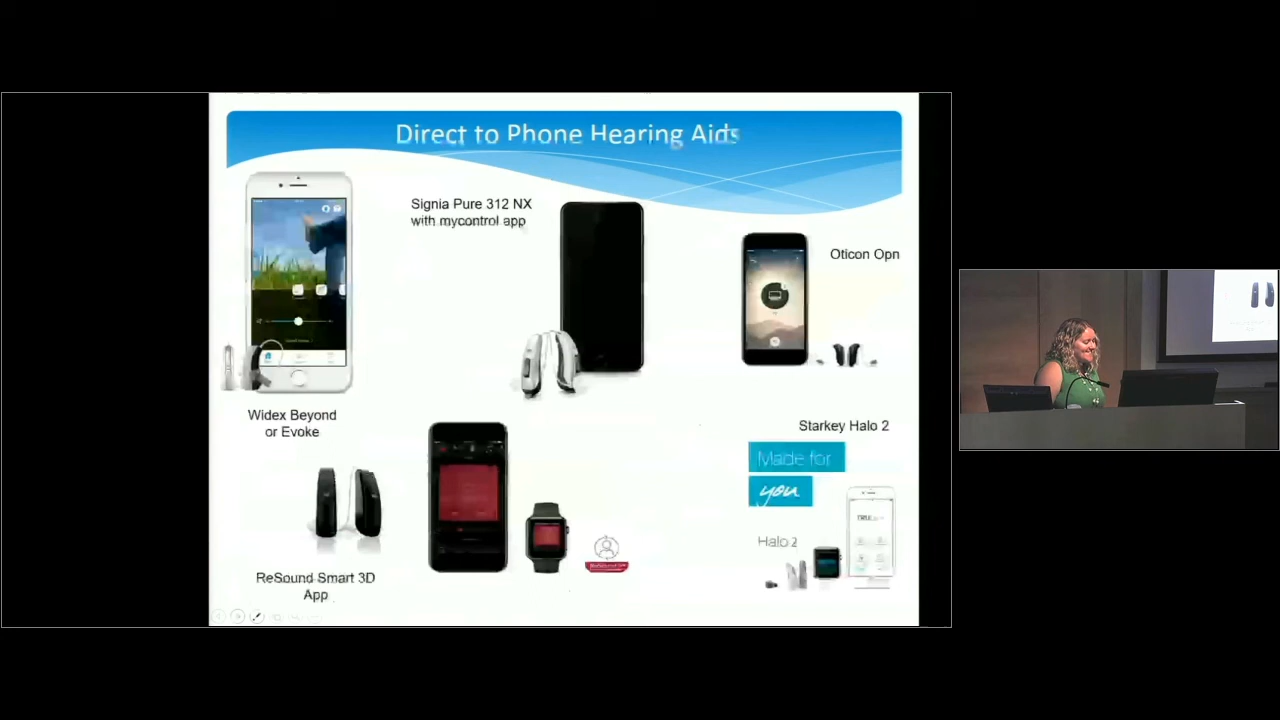 Direct to Phone Hearing Aids
Signia Pure 312 NX
with mycontrol app
Oticon Opn
Widex Beyond
or Evoke
Starkey Halo 2
Made for
you
Halo 2
ReSound Smart 3D
App